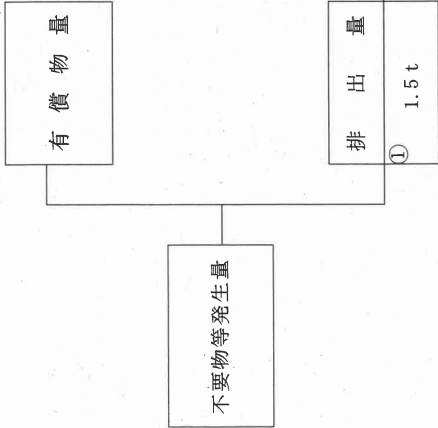 不要物等発生量
有償物量
排出量
① 1.5t